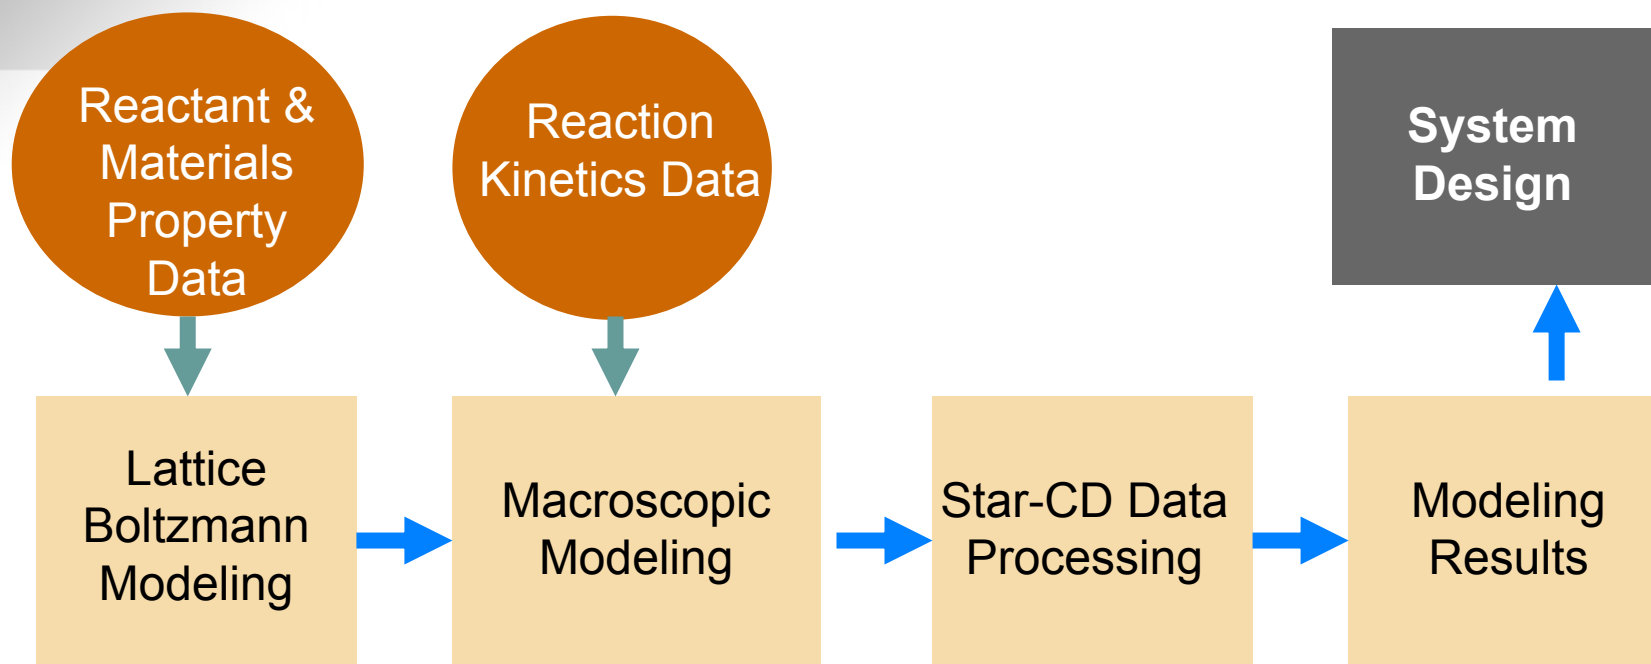 Reactant &
Materials
Property
Data
Reaction
Kinetics Data
System
Design
Lattice
Boltzmann
Modeling
Macroscopic
Modeling
Star-CD Data
Processing
Modeling
Results